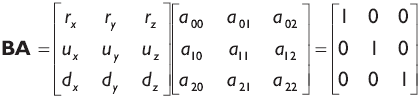 BA = [ r_x r_y r_z ; u_x u_y u_z ; d_x d_y d_z ] [ a_00 a_01 a_02 ; a_10 a_11 a_12 ; a_20 a_21 a_22 ] = [ 1 0 0 ; 0 1 0 ; 0 0 1 ]